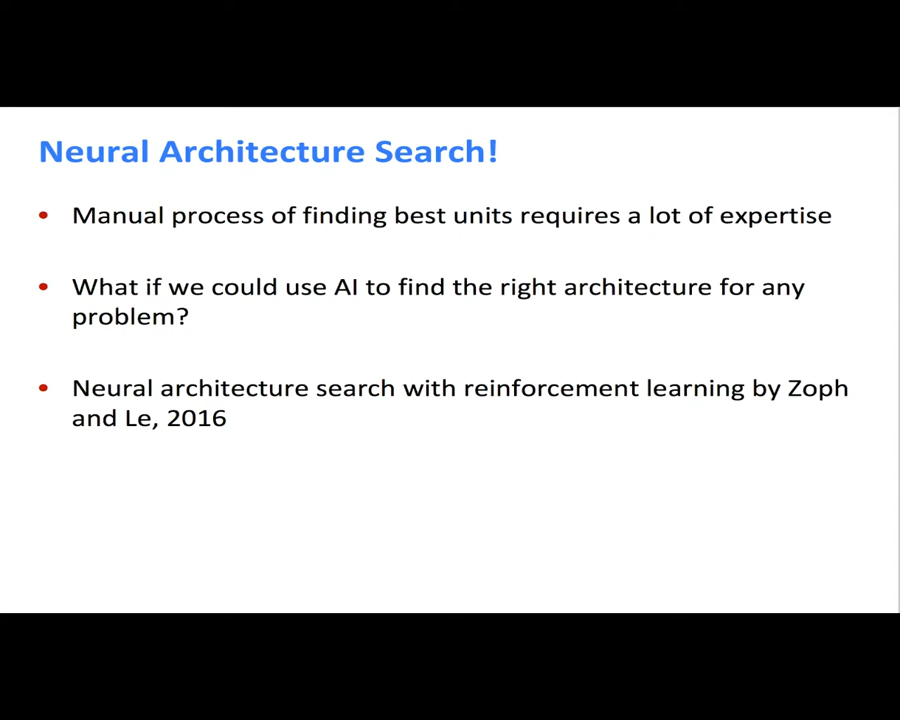 Neural Architecture Search!
• Manual process of finding best units requires a lot of expertise
• What if we could use AI to find the right architecture for any
problem?
• Neural architecture search with reinforcement learning by Zoph
and Le, 2016